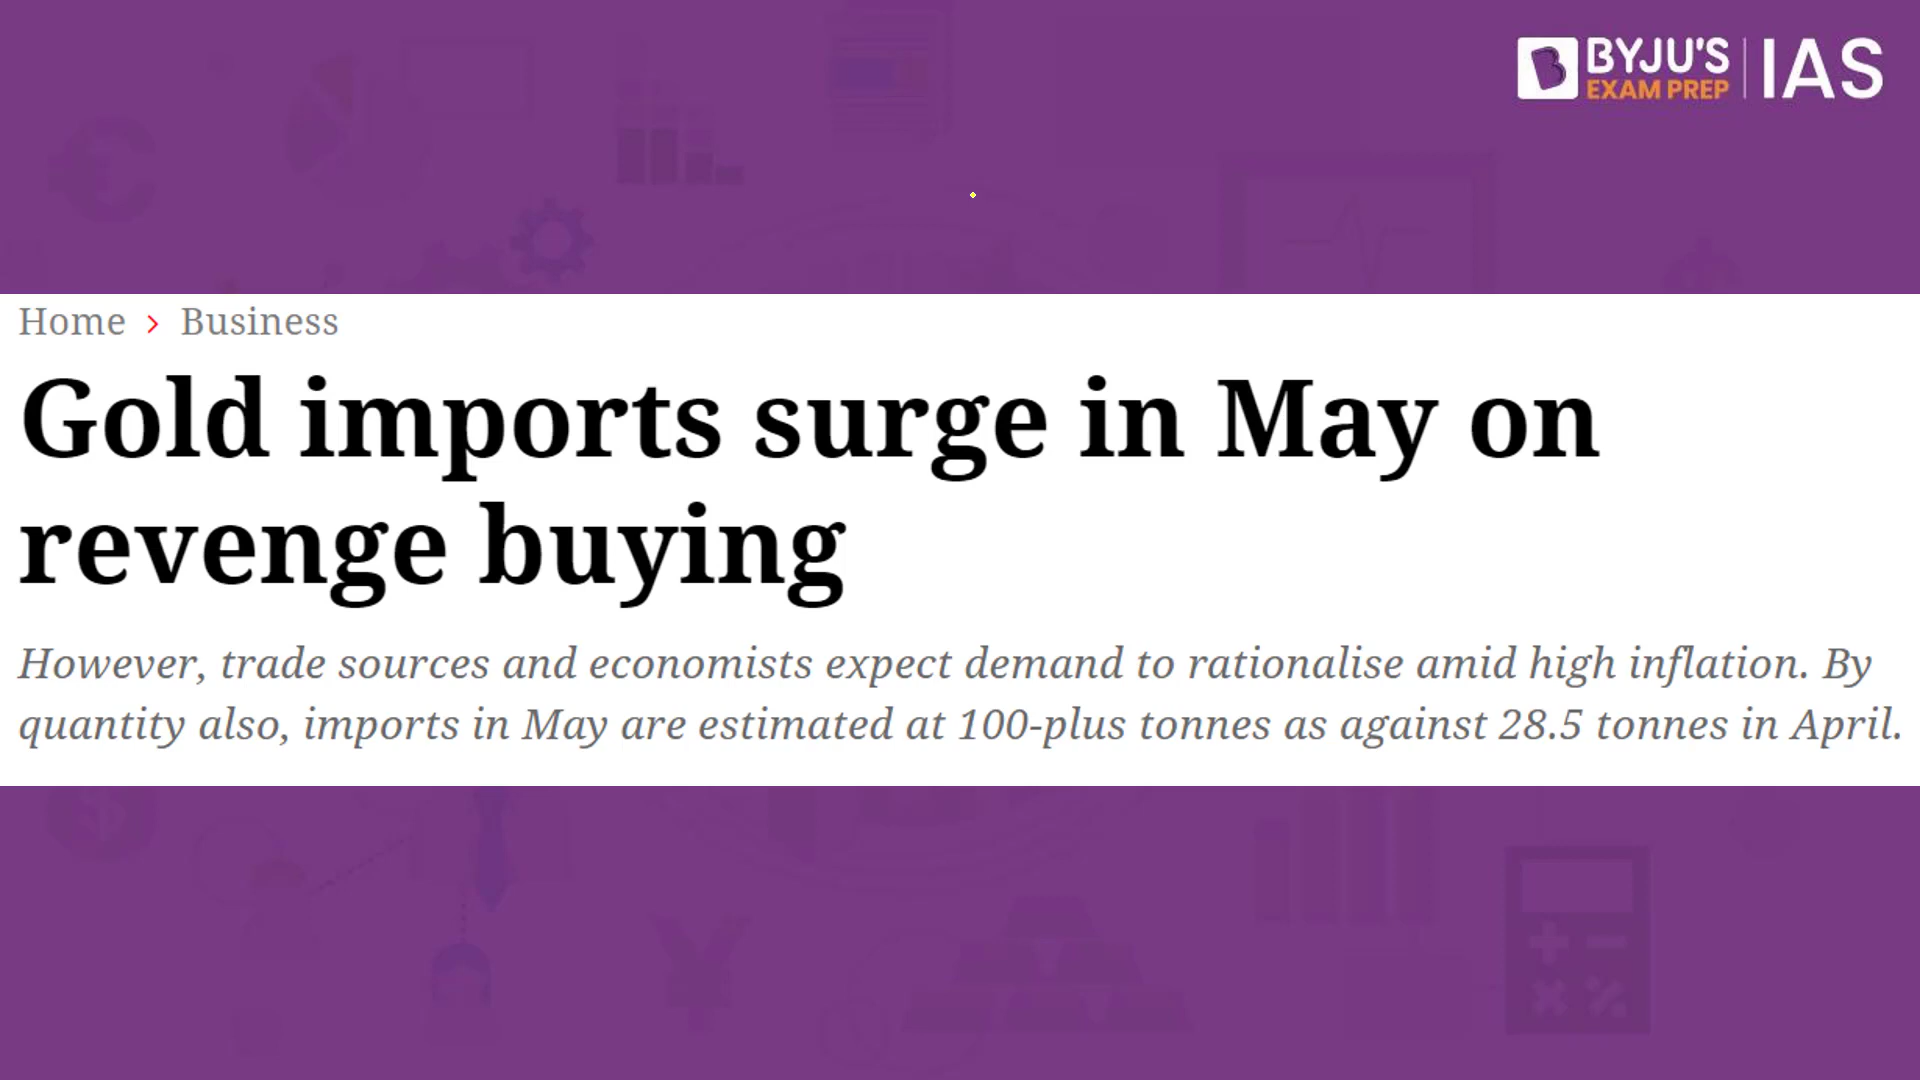 BYJU'S
EXAM PREP
IAS
Home > Business
Gold imports surge in May on
revenge buying
However, trade sources and economists expect demand to rationalise amid high inflation. By
quantity also, imports in May are estimated at 100-plus tonnes as against 28.5 tonnes in April.